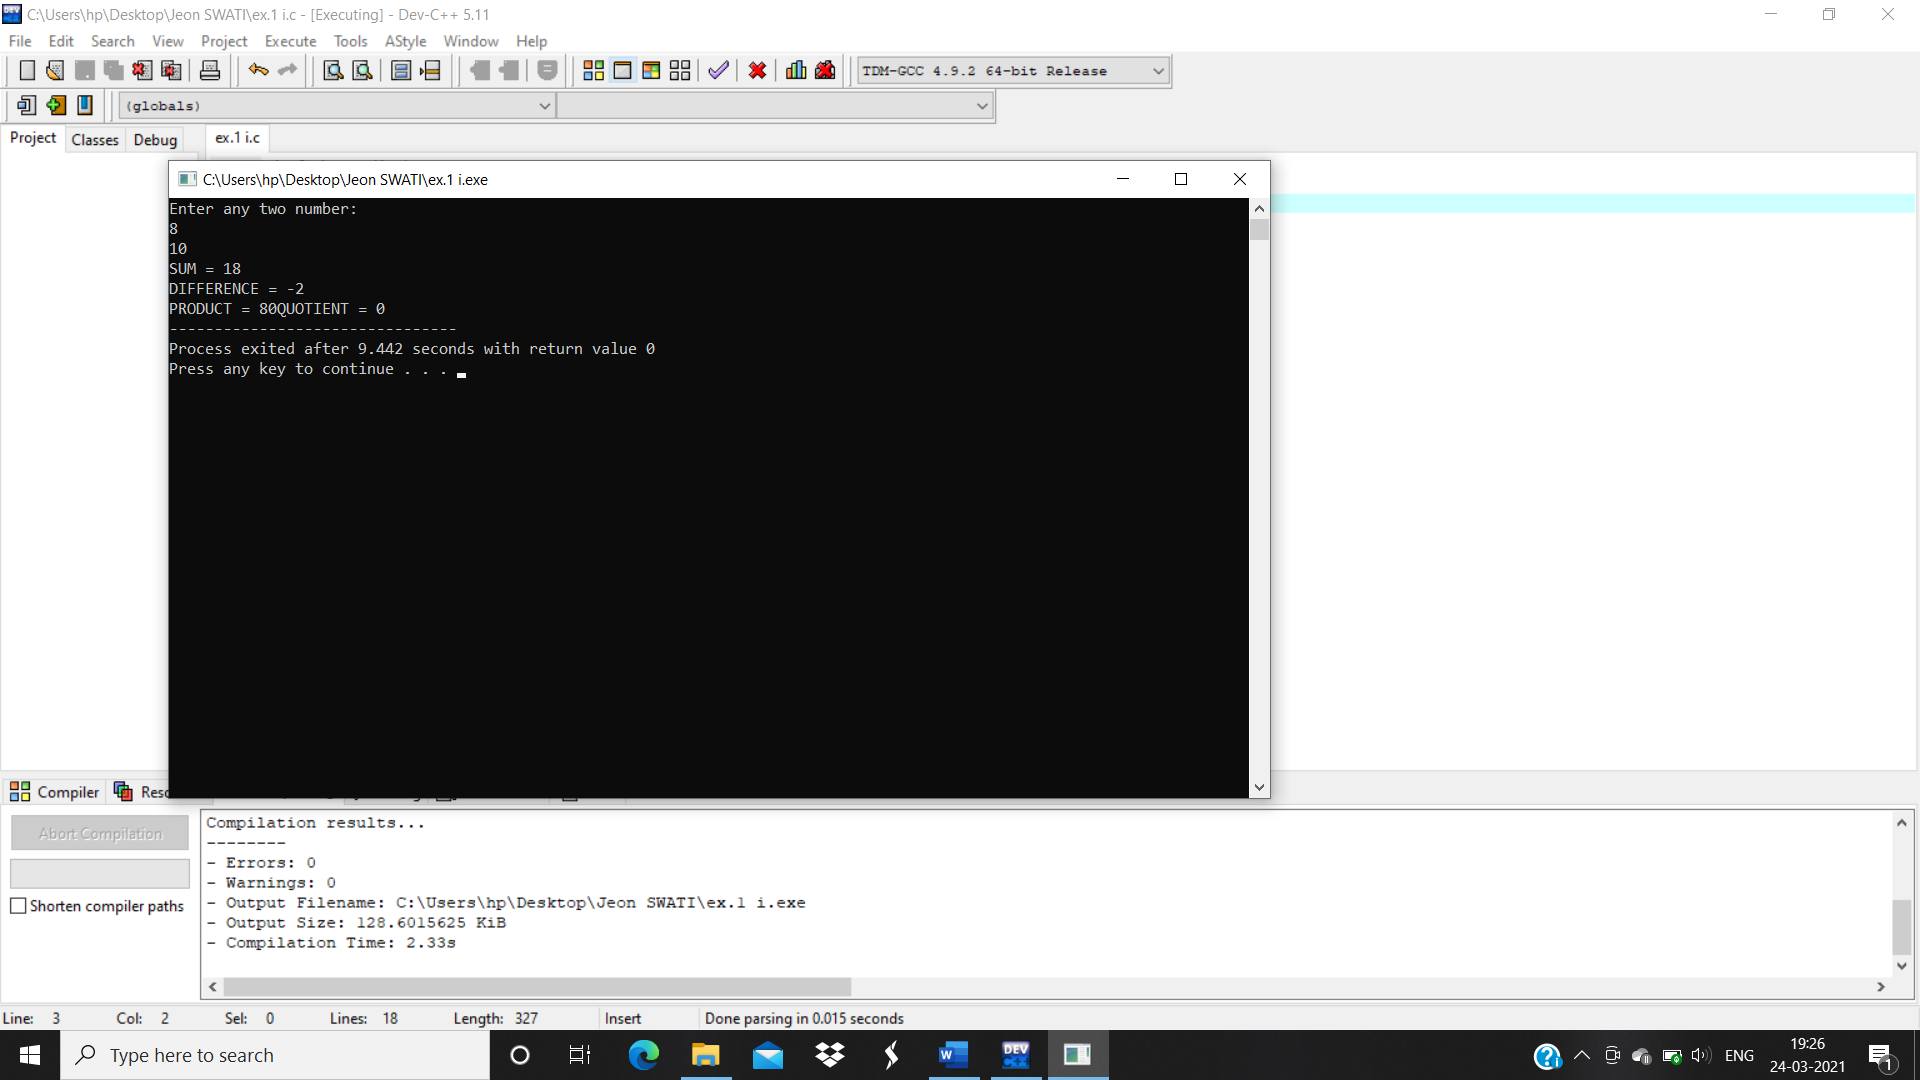 C:\Users\hp\Desktop\Jeon SWATI\ex.1 i.c - [Executing] - Dev-C++ 5.11
File Edit Search View Project Execute Tools AStyle Window Help
TDM-GCC 4.9.2 64-bit Release
(globals)
Project Classes Debug ex.1 i.c
C:\Users\hp\Desktop\Jeon SWATI\ex.1 i.exe
Enter any two number:
8
10
SUM = 18
DIFFERENCE = -2
PRODUCT = 80QUOTIENT = 0
--------------------------------
Process exited after 9.442 seconds with return value 0
Press any key to continue . . .
Compiler
Abort Compilation
Shorten compiler paths
Compilation results...
--------
- Errors: 0
- Warnings: 0
- Output Filename: C:\Users\hp\Desktop\Jeon SWATI\ex.1 i.exe
- Output Size: 128.6015625 KiB
- Compilation Time: 2.33s
Line: 3 Col: 2 Sel: 0 Lines: 18 Length: 327 Insert Done parsing in 0.015 seconds
Type here to search
DEV C++
ENG
19:26
24-03-2021
1